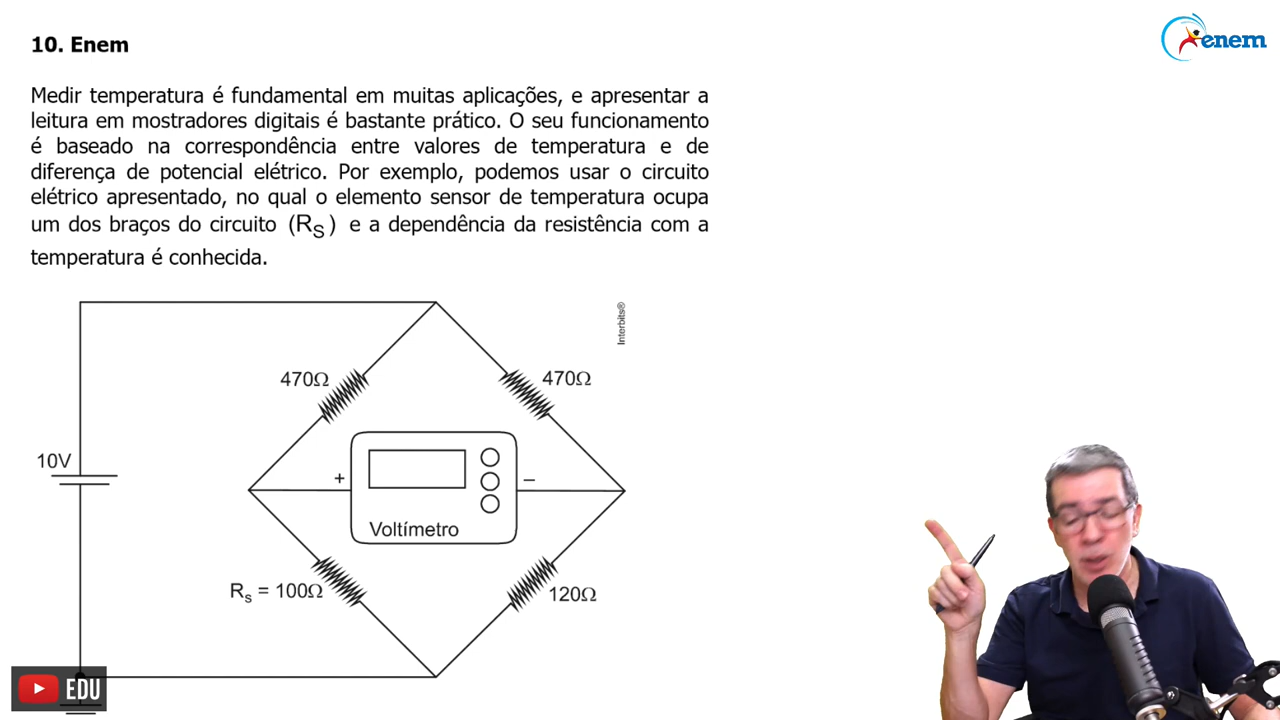 10. Enem
enem
Medir temperatura é fundamental em muitas aplicações, e apresentar a
leitura em mostradores digitais é bastante prático. O seu funcionamento
é baseado na correspondência entre valores de temperatura e de
diferença de potencial elétrico. Por exemplo, podemos usar o circuito
elétrico apresentado, no qual o elemento sensor de temperatura ocupa
um dos braços do circuito (RS) e a dependência da resistência com a
temperatura é conhecida.
Interbits®
470Ω
470Ω
10V
+
−
Voltímetro
Rs = 100Ω
120Ω
EDU